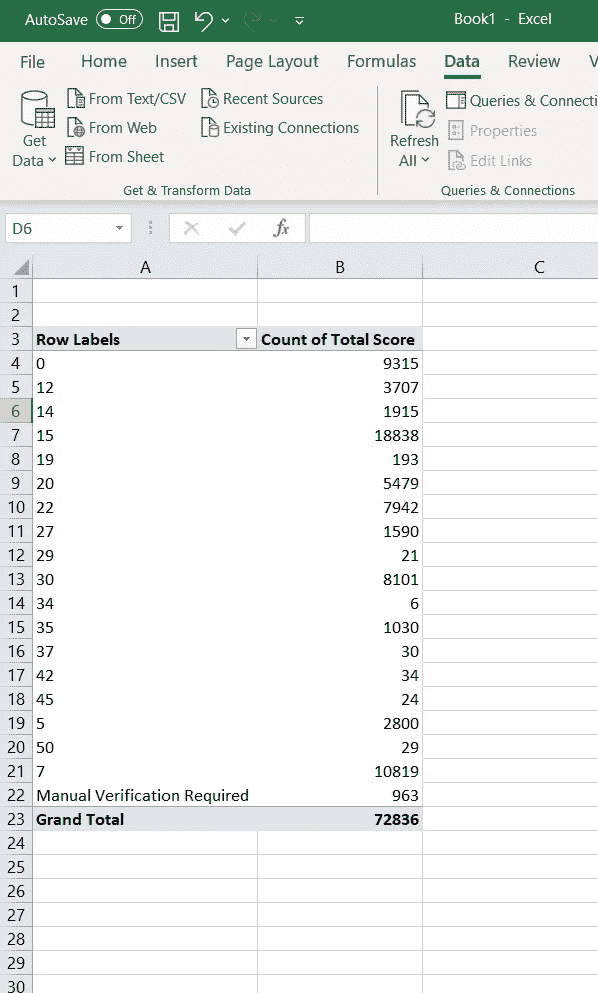 AutoSave Off Book1 - Excel
File Home Insert Page Layout Formulas Data Review V
From Text/CSV Recent Sources Queries & Connecti
Get Data From Web Existing Connections Refresh All Properties
From Sheet Edit Links
Get & Transform Data Queries & Connections
D6 fx
A B C
1
2
3 Row Labels Count of Total Score
4 0 9315
5 12 3707
6 14 1915
7 15 18838
8 19 193
9 20 5479
10 22 7942
11 27 1590
12 29 21
13 30 8101
14 34 6
15 35 1030
16 37 30
17 42 34
18 45 24
19 5 2800
20 50 29
21 7 10819
22 Manual Verification Required 963
23 Grand Total 72836
24
25
26
27
28
29
30